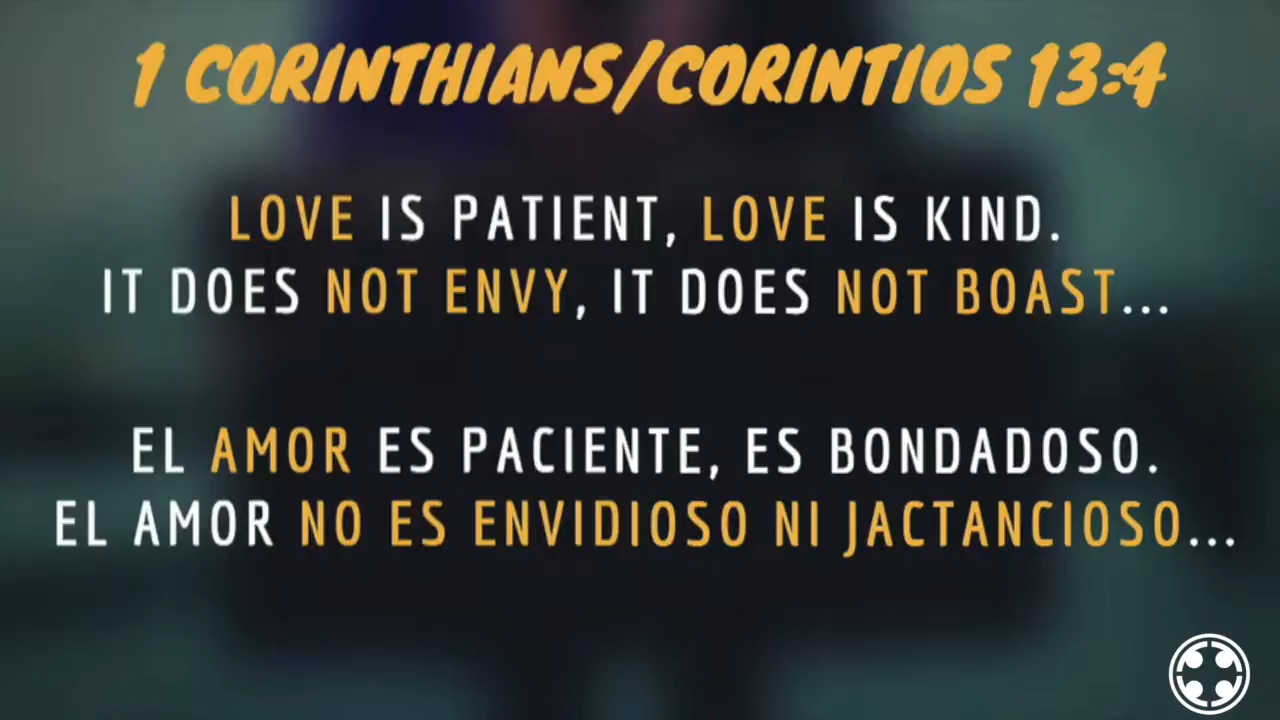 1 CORINTHIANS/CORINTIOS 13:4
LOVE IS PATIENT, LOVE IS KIND.
IT DOES NOT ENVY, IT DOES NOT BOAST...
EL AMOR ES PACIENTE, ES BONDADOSO.
EL AMOR NO ES ENVIDIOSO NI JACTANCIOSO...